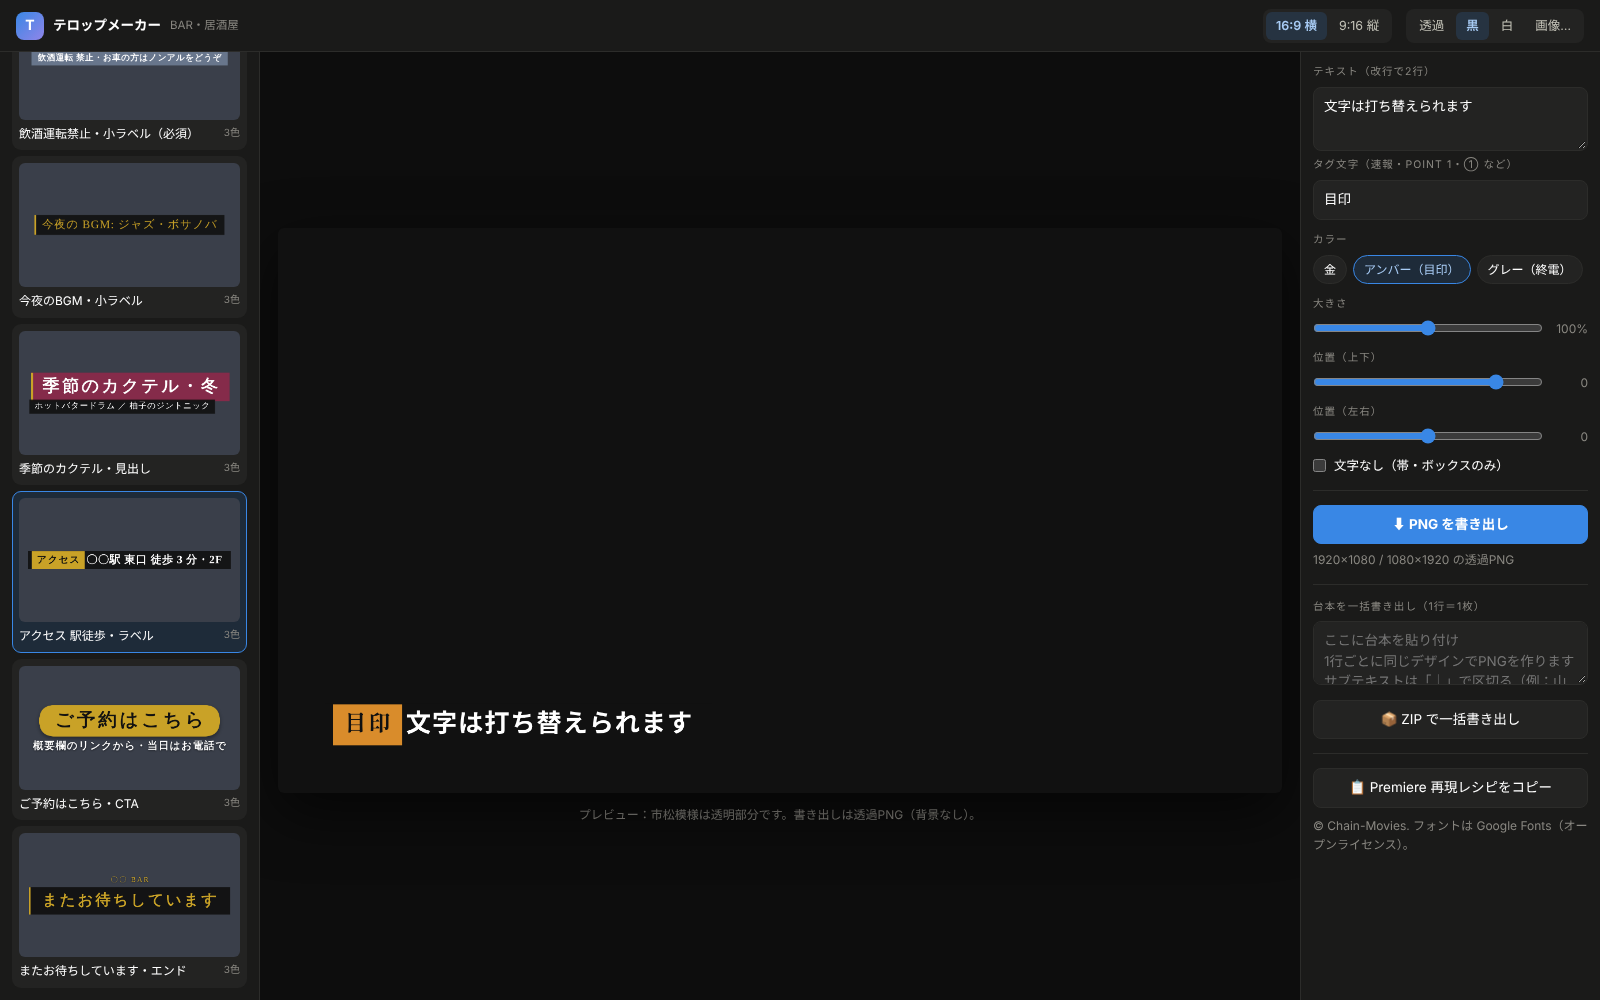 T テロップメーカー BAR・居酒屋
16:9 横 9:16 縦 透過 黒 白 画像…
飲酒運転 禁止・お車の方はノンアルをどうぞ
飲酒運転禁止・小ラベル（必須） 3色
今夜の BGM: ジャズ・ボサノバ
今夜のBGM・小ラベル 3色
季節のカクテル・冬
ホットバタードラム ／ 柚子のジントニック
季節のカクテル・見出し 3色
アクセス 〇〇駅 東口 徒歩 3 分・2F
アクセス 駅徒歩・ラベル 3色
ご予約はこちら
概要欄のリンクから・当日はお電話で
ご予約はこちら・CTA 3色
〇〇 BAR
またお待ちしています
またお待ちしています・エンド 3色
目印 文字は打ち替えられます
プレビュー：市松模様は透明部分です。書き出しは透過PNG（背景なし）。
テキスト（改行で2行）
文字は打ち替えられます
タグ文字（速報・POINT 1・① など）
目印
カラー
金 アンバー（目印） グレー（終電）
大きさ
100%
位置（上下）
0
位置（左右）
0
文字なし（帯・ボックスのみ）
⬇ PNG を書き出し
1920×1080 / 1080×1920 の透過PNG
台本を一括書き出し（1行＝1枚）
ここに台本を貼り付け
1行ごとに同じデザインでPNGを作ります
サブテキストは「｜」で区切る（例：山
📦 ZIP で一括書き出し
📋 Premiere 再現レシピをコピー
© Chain-Movies. フォントは Google Fonts（オー
プンライセンス）。